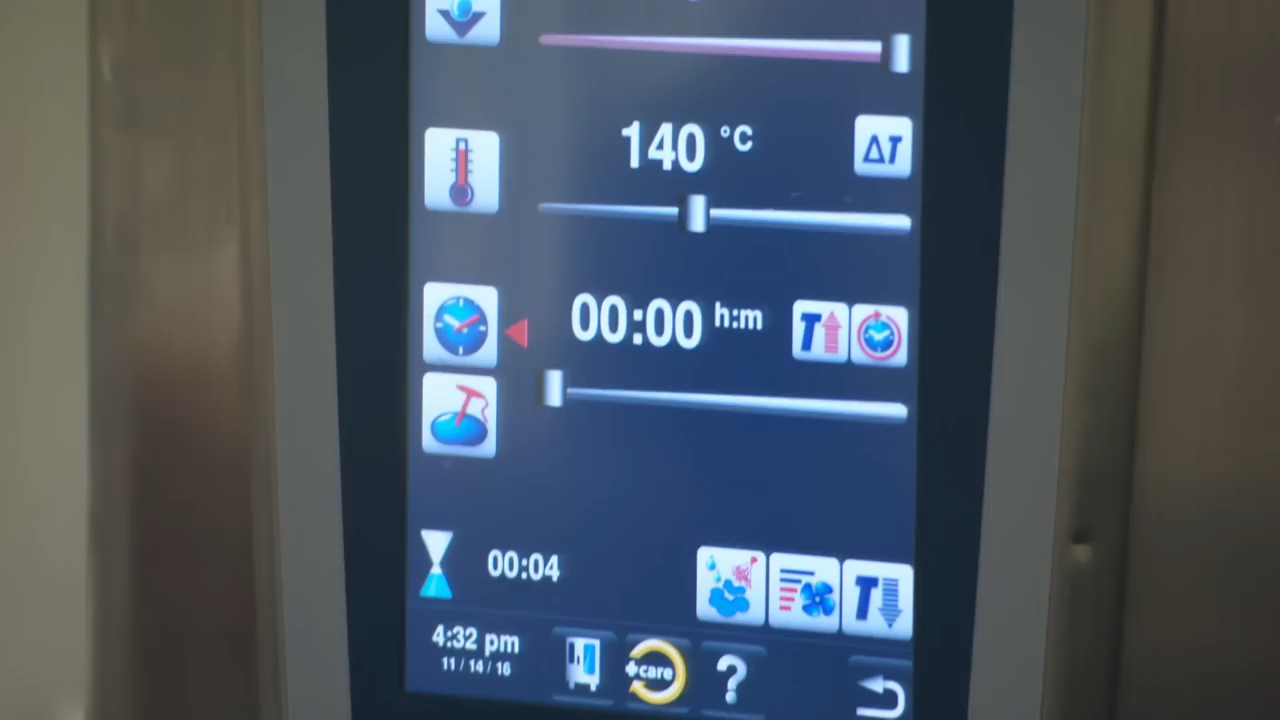 140 °C
ΔT
00:00 h:m
T
00:04
T
4:32 pm
11 / 14 / 16
+care
?